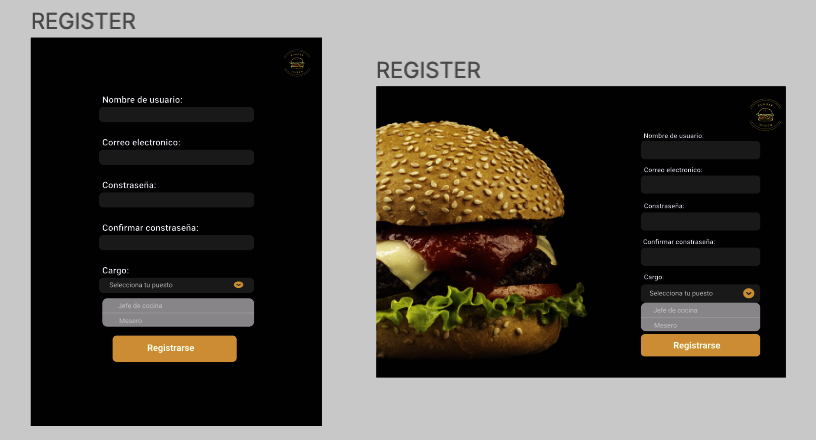 REGISTER
Nombre de usuario:
Correo electronico:
Constraseña:
Confirmar constraseña:
Cargo:
Selecciona tu puesto
Jefe de cocina
Mesero
Registrarse
REGISTER
Nombre de usuario:
Correo electronico:
Constraseña:
Confirmar constraseña:
Cargo:
Selecciona tu puesto
Jefe de cocina
Mesero
Registrarse